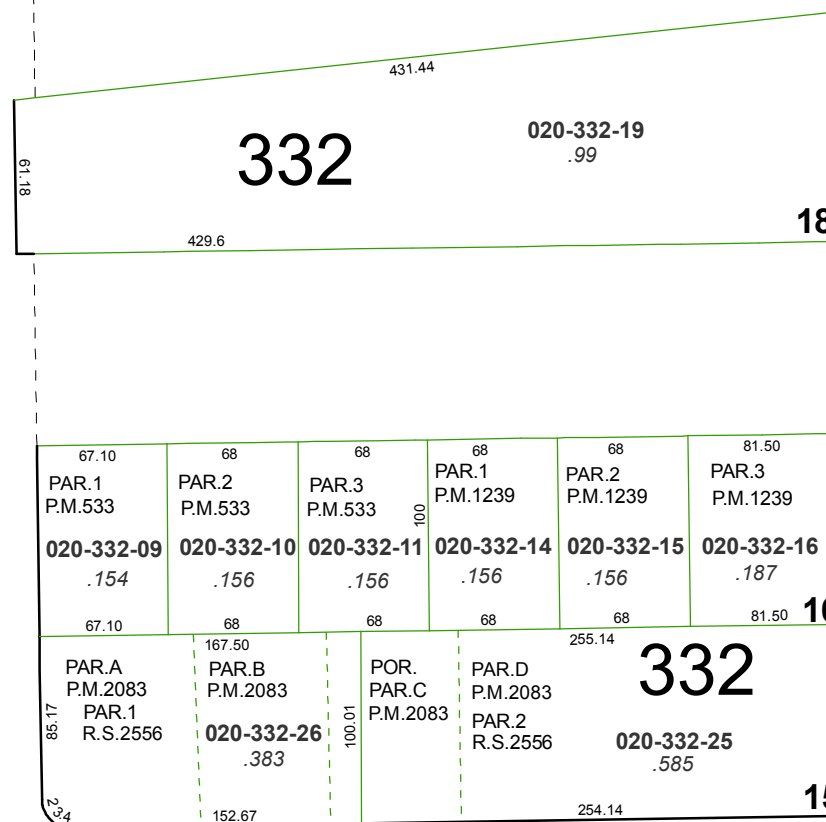 431.44
020-332-19
.99
332
61.18
18
429.6
67.10
68
68
68
68
81.50
PAR.1
P.M.533
PAR.2
P.M.533
PAR.3
P.M.533
100
PAR.1
P.M.1239
PAR.2
P.M.1239
PAR.3
P.M.1239
020-332-09
.154
020-332-10
.156
020-332-11
.156
020-332-14
.156
020-332-15
.156
020-332-16
.187
67.10
68
68
68
68
81.50
167.50
255.14
332
PAR.A
P.M.2083
PAR.1
R.S.2556
85.17
PAR.B
P.M.2083
020-332-26
.383
100.01
POR.
PAR.C
P.M.2083
PAR.D
P.M.2083
PAR.2
R.S.2556
020-332-25
.585
15
23.4
152.67
254.14